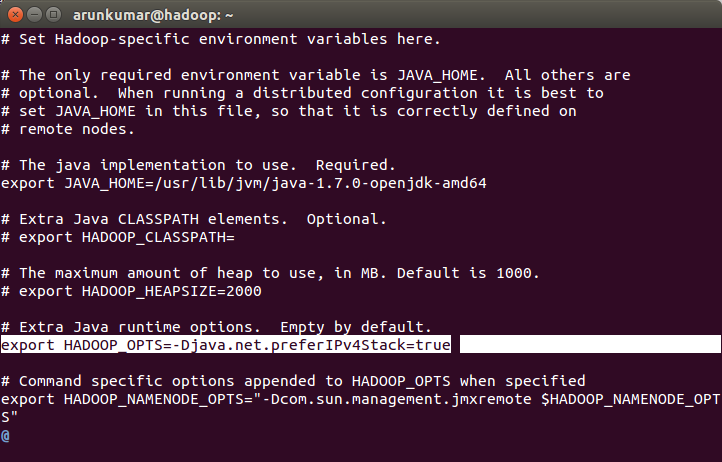 arunkumar@hadoop: ~
# Set Hadoop-specific environment variables here.
# The only required environment variable is JAVA_HOME.  All others are
# optional.  When running a distributed configuration it is best to
# set JAVA_HOME in this file, so that it is correctly defined on
# remote nodes.
# The java implementation to use.  Required.
export JAVA_HOME=/usr/lib/jvm/java-1.7.0-openjdk-amd64
# Extra Java CLASSPATH elements.  Optional.
# export HADOOP_CLASSPATH=
# The maximum amount of heap to use, in MB. Default is 1000.
# export HADOOP_HEAPSIZE=2000
# Extra Java runtime options.  Empty by default.
export HADOOP_OPTS=-Djava.net.preferIPv4Stack=true
# Command specific options appended to HADOOP_OPTS when specified
export HADOOP_NAMENODE_OPTS="-Dcom.sun.management.jmxremote $HADOOP_NAMENODE_OPT
S"
@